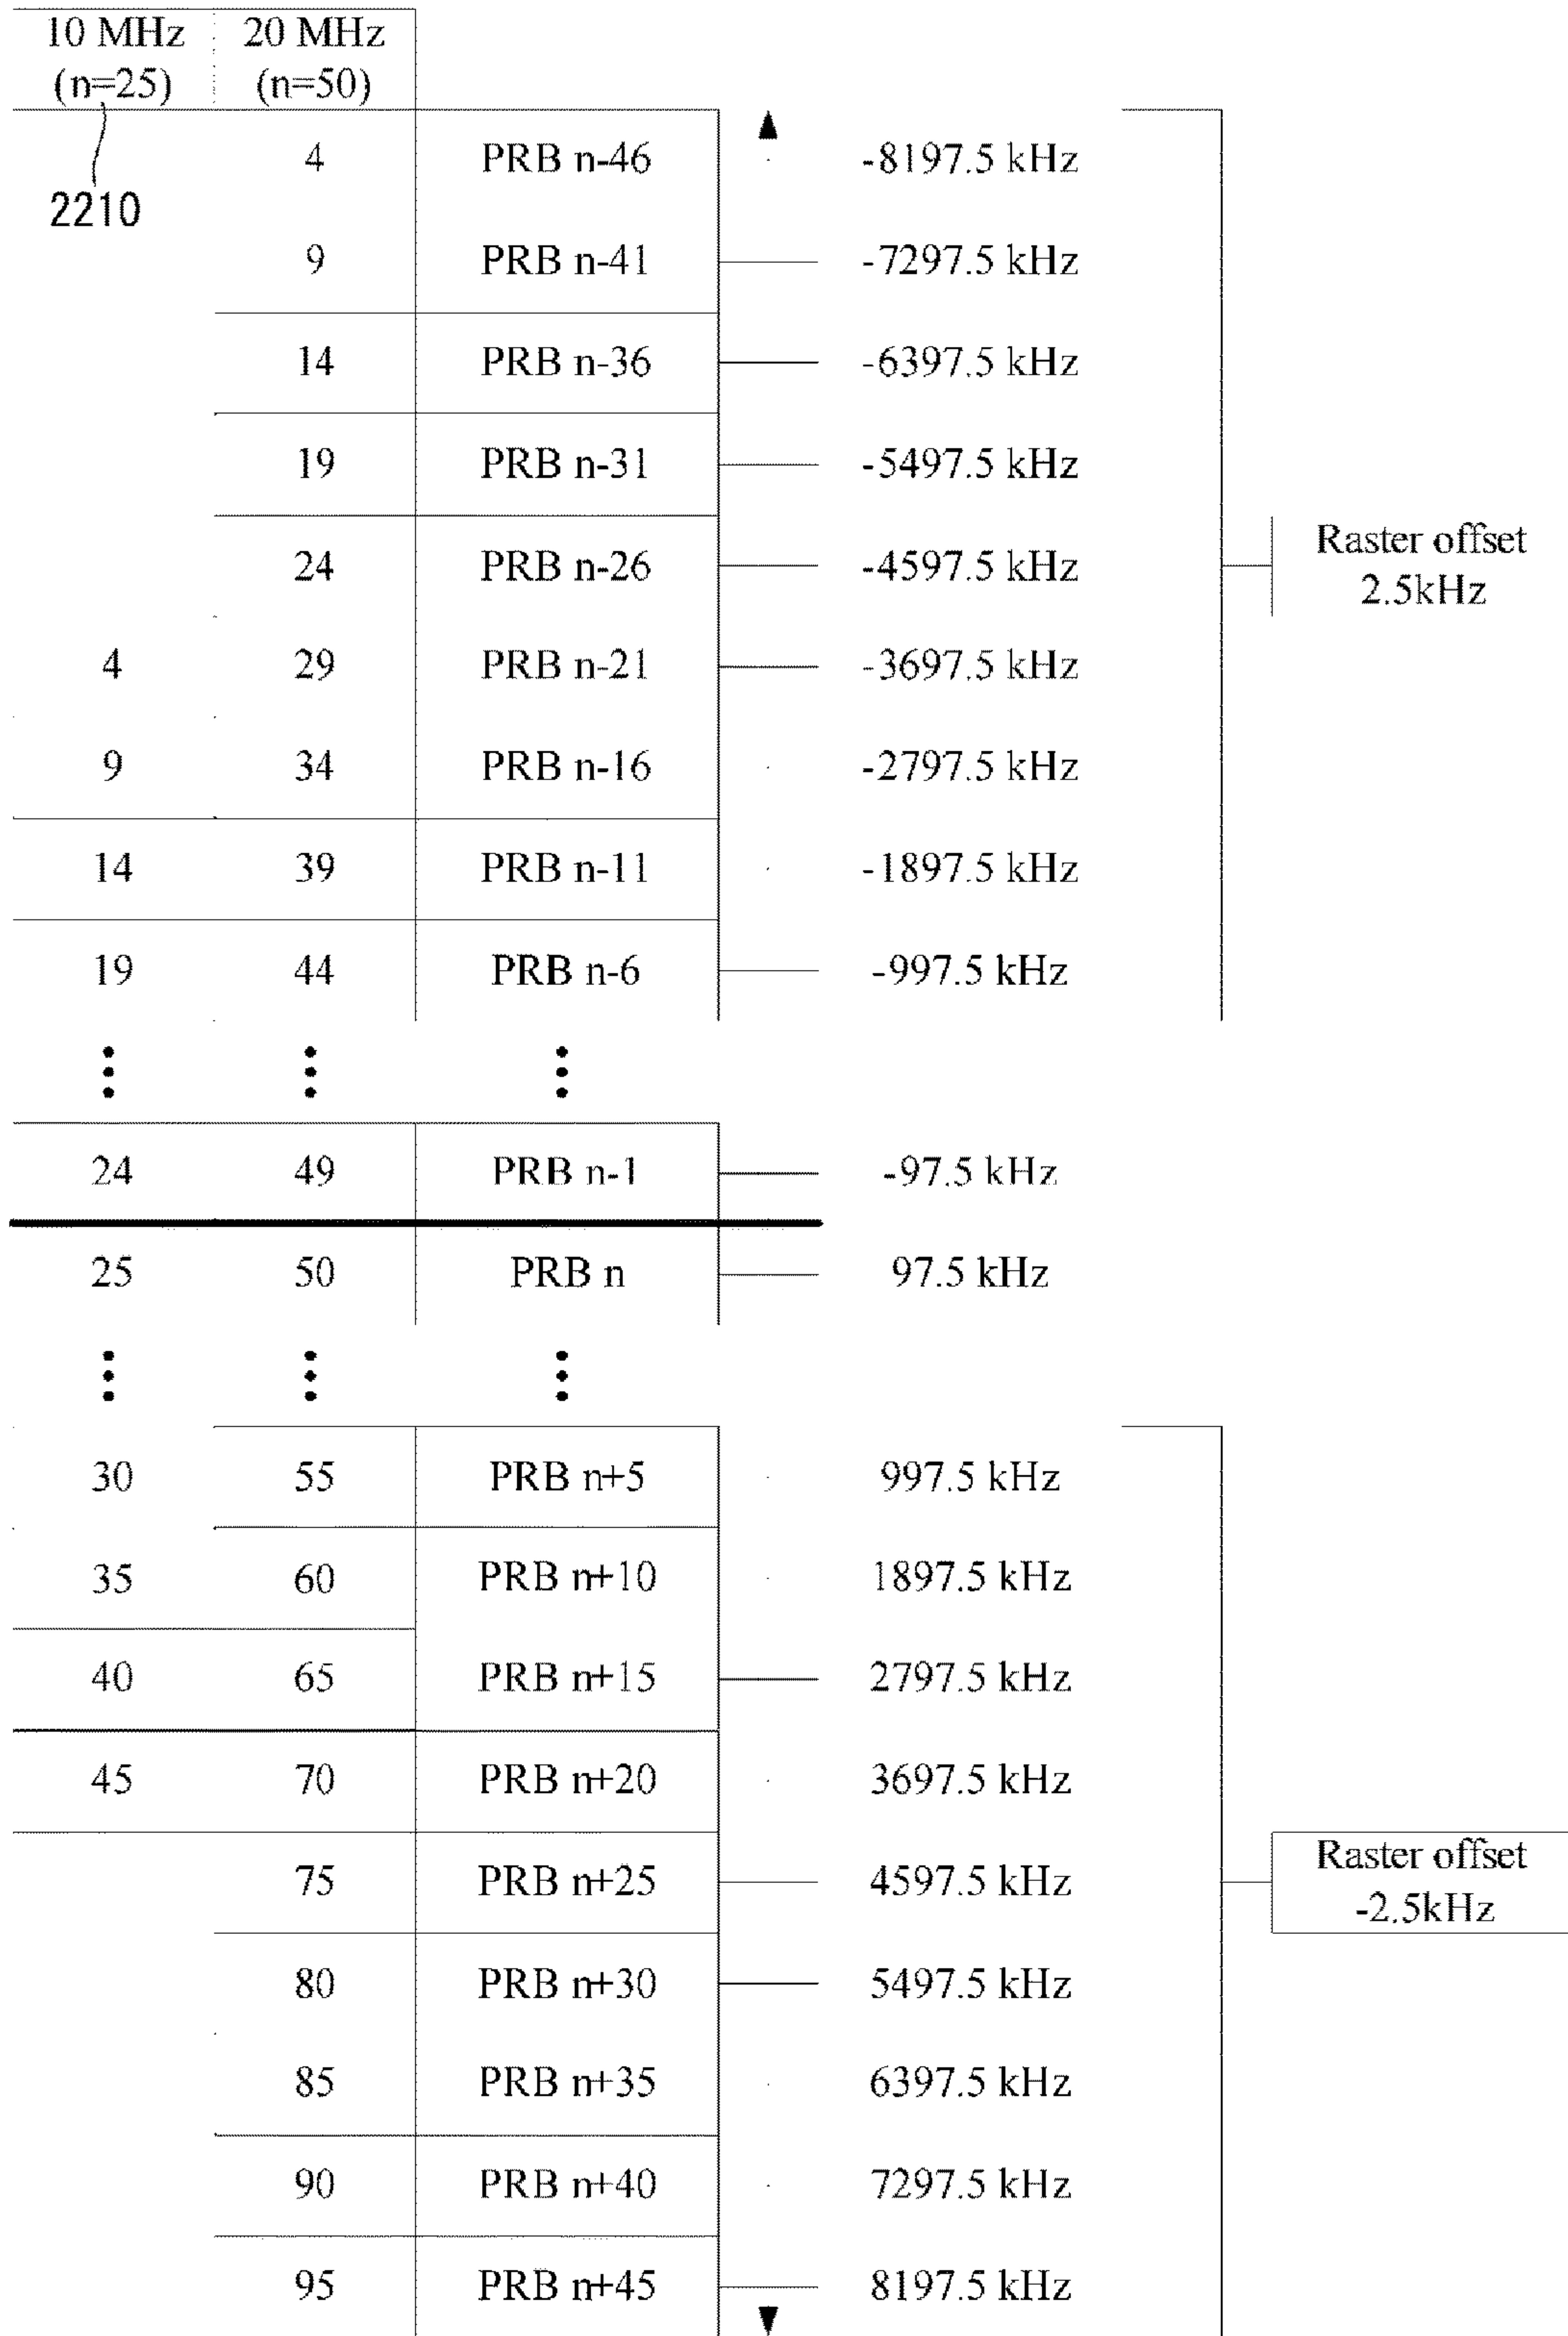 10 MHz 20 MHz
(n=25) (n=50)
2210
4 PRB n-46 -8197.5 kHz
9 PRB n-41 -7297.5 kHz
14 PRB n-36 -6397.5 kHz
19 PRB n-31 -5497.5 kHz
24 PRB n-26 -4597.5 kHz
Raster offset
2.5kHz
4 29 PRB n-21 -3697.5 kHz
9 34 PRB n-16 -2797.5 kHz
14 39 PRB n-11 -1897.5 kHz
19 44 PRB n-6 -997.5 kHz
24 49 PRB n-1 -97.5 kHz
25 50 PRB n 97.5 kHz
30 55 PRB n+5 997.5 kHz
35 60 PRB n+10 1897.5 kHz
40 65 PRB n+15 2797.5 kHz
45 70 PRB n+20 3697.5 kHz
75 PRB n+25 4597.5 kHz
Raster offset
-2.5kHz
80 PRB n+30 5497.5 kHz
85 PRB n+35 6397.5 kHz
90 PRB n+40 7297.5 kHz
95 PRB n+45 8197.5 kHz